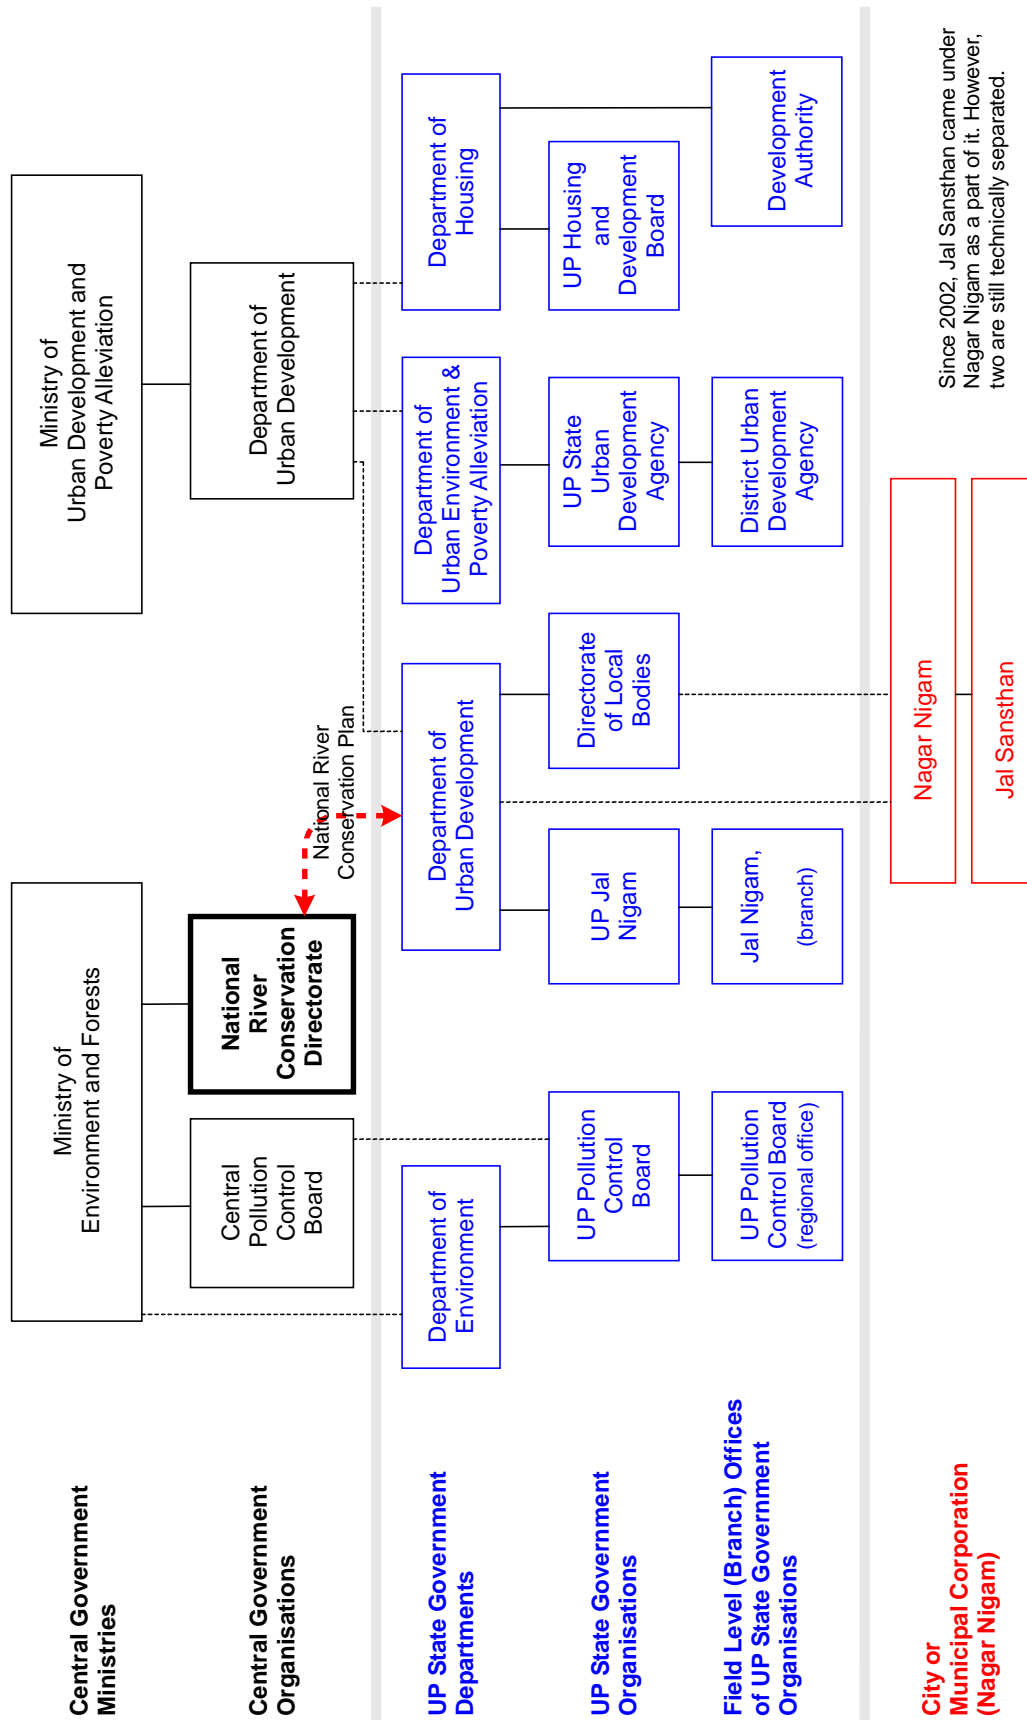 Central Government
Ministries
Ministry of
Environment and Forests
Ministry of
Urban Development and
Poverty Alleviation
Central Government
Organisations
Central
Pollution
Control
Board
National
River
Conservation
Directorate
Department of
Urban Development
National River
Conservation Plan
UP State Government
Departments
Department of
Environment
Department of
Urban Development
Department of
Urban Environment &
Poverty Alleviation
Department of
Housing
UP State Government
Organisations
UP Pollution
Control
Board
UP Jal
Nigam
Directorate
of Local
Bodies
UP State
Urban
Development
Agency
UP Housing
and
Development
Board
Field Level (Branch) Offices
of UP State Government
Organisations
UP Pollution
Control Board
(regional office)
Jal Nigam,
(branch)
District Urban
Development
Agency
Development
Authority
City or
Municipal Corporation
(Nagar Nigam)
Nagar Nigam
Jal Sansthan
Since 2002, Jal Sansthan came under
Nagar Nigam as a part of it. However,
two are still technically separated.